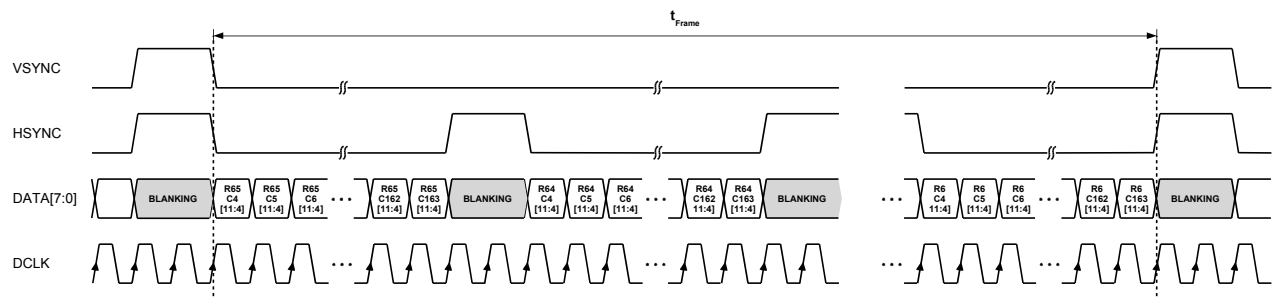 tFrame
VSYNC
HSYNC
DATA[7:0]
BLANKING
R65
C4
[11:4]
R65
C5
[11:4]
R65
C6
[11:4]
• • •
R65
C162
[11:4]
R65
C163
[11:4]
BLANKING
R64
C4
[11:4]
R64
C5
[11:4]
R64
C6
[11:4]
• • •
R64
C162
11:4]
R64
C163
[11:4]
BLANKING
• • •
R6
C4
11:4]
R6
C5
[11:4]
R6
C6
[11:4]
• • •
R6
C162
[11:4]
R6
C163
[11:4]
BLANKING
DCLK
• • •
• • •
• • •
• • •